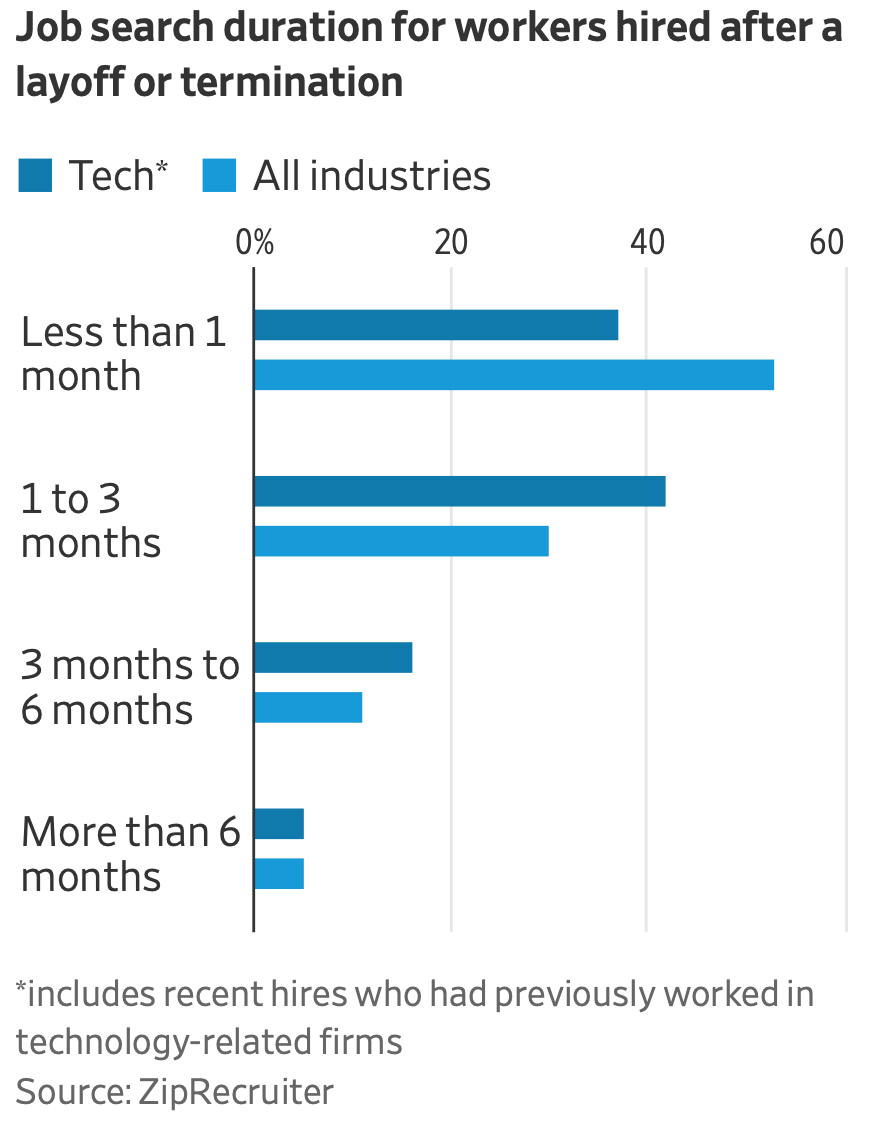 Job search duration for workers hired after a
layoff or termination
Tech* All industries
0% 20 40 60
Less than 1
month
1 to 3
months
3 months to
6 months
More than 6
months
*includes recent hires who had previously worked in
technology-related firms
Source: ZipRecruiter